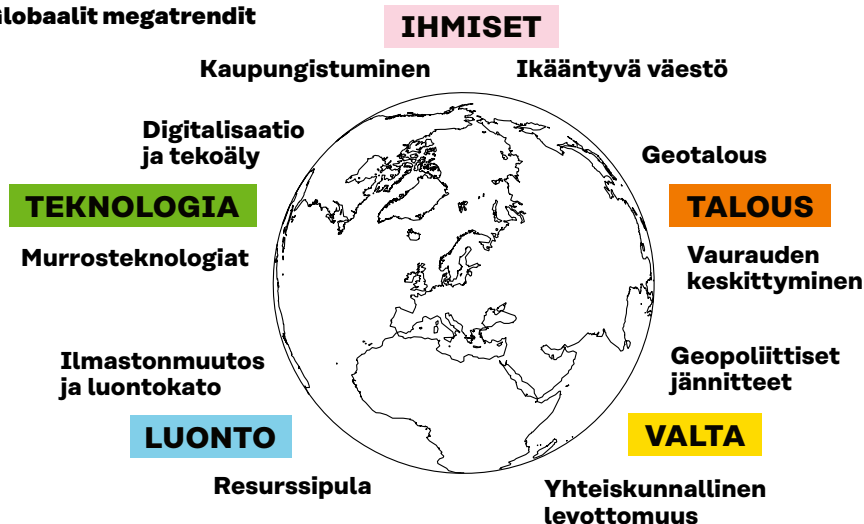 Globaalit megatrendit
IHMISET
Kaupungistuminen
Ikääntyvä väestö
Digitalisaatio
ja tekoäly
Geotalous
TEKNOLOGIA
TALOUS
Murrosteknologiat
Vaurauden
keskittyminen
Ilmastonmuutos
ja luontokato
Geopoliittiset
jännitteet
LUONTO
VALTA
Resurssipula
Yhteiskunnallinen
levottomuus